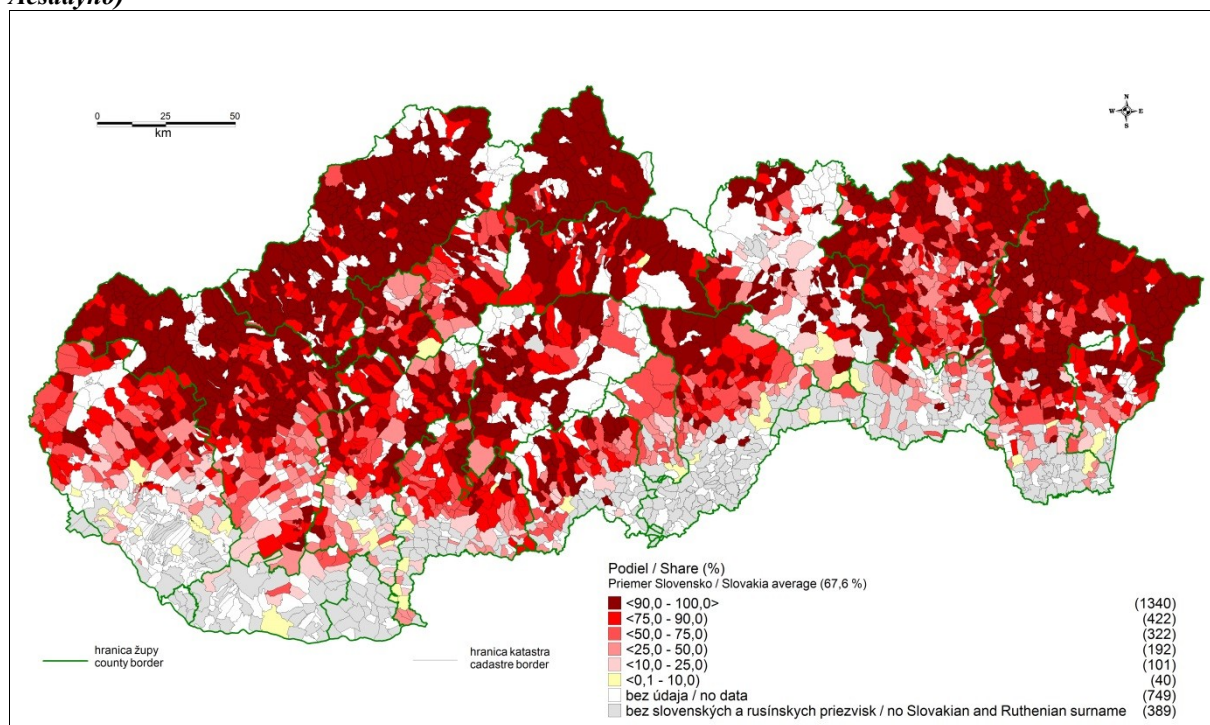 0 25 50
km
N
W E
S
Podiel / Share (%)
Priemer Slovensko / Slovakia average (67,6 %)
<90,0 - 100,0> (1340)
<75,0 - 90,0) (422)
<50,0 - 75,0) (322)
<25,0 - 50,0) (192)
<10,0 - 25,0) (101)
<0,1 - 10,0) (40)
bez údaja / no data (749)
bez slovenských a rusínskych priezvisk / no Slovakian and Ruthenian surname (389)
hranica župy
county border
hranica katastra
cadastre border